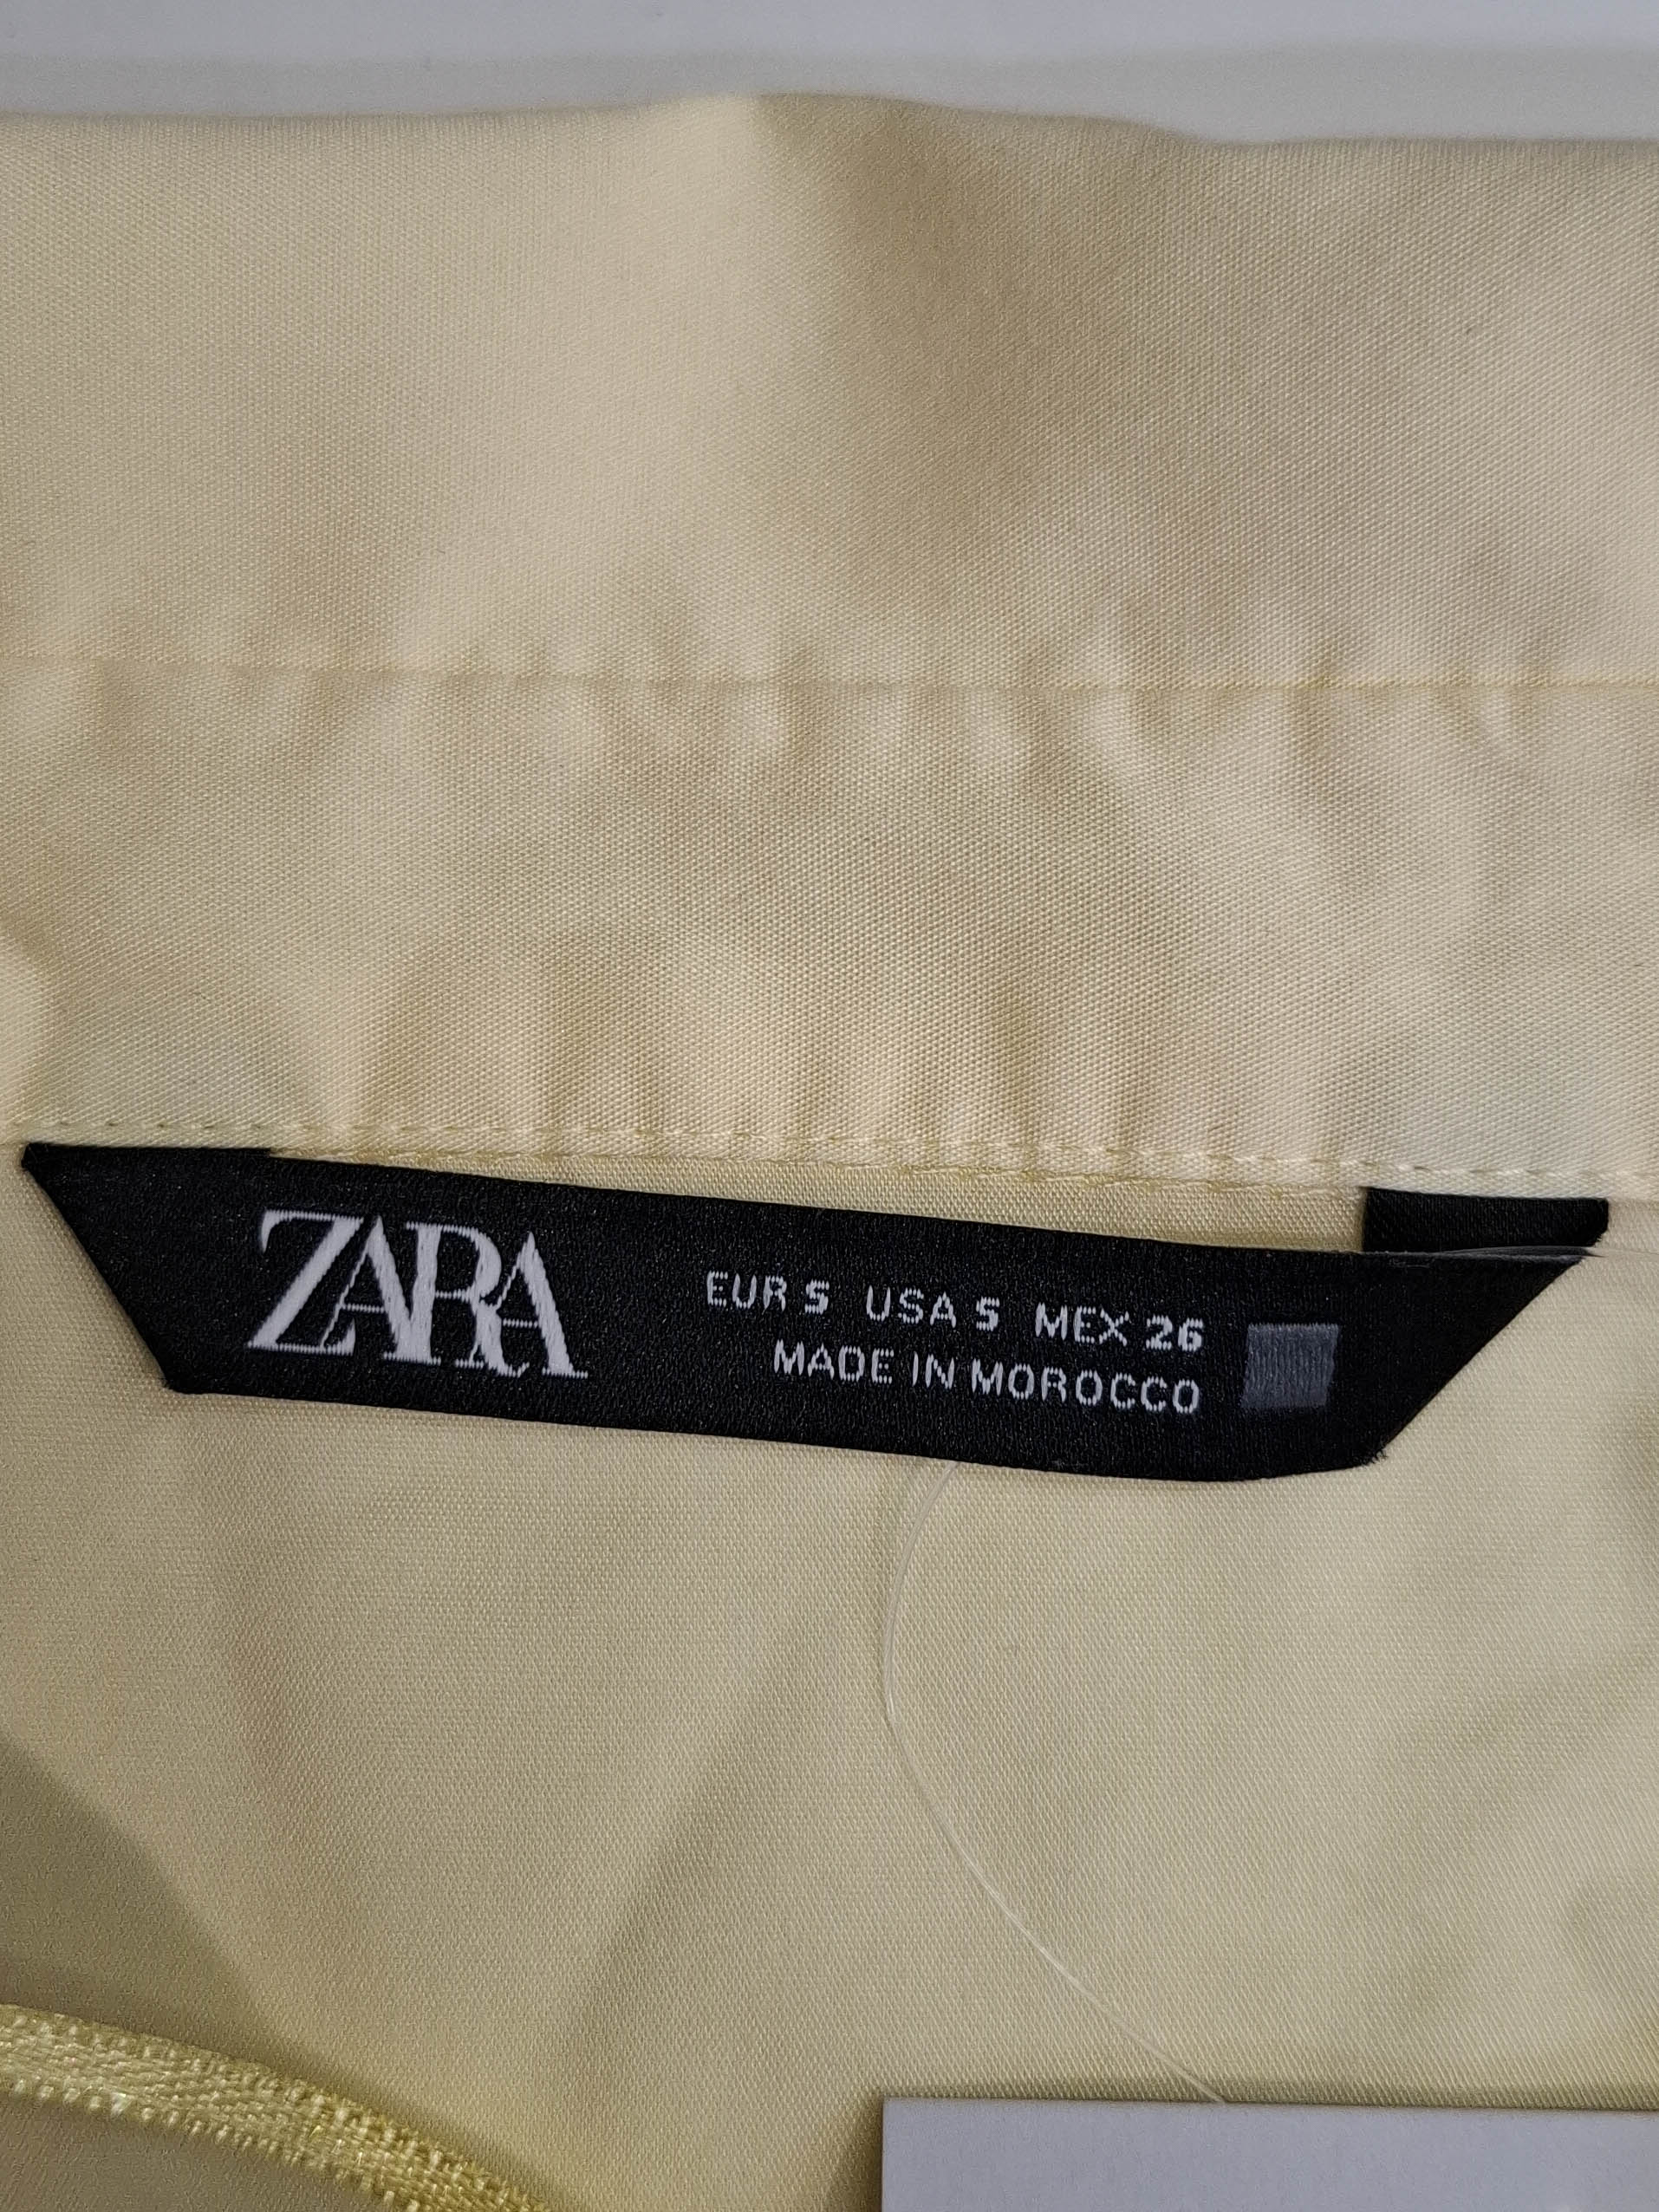 ZARA
EUR S USA S MEX 26
MADE IN MOROCCO